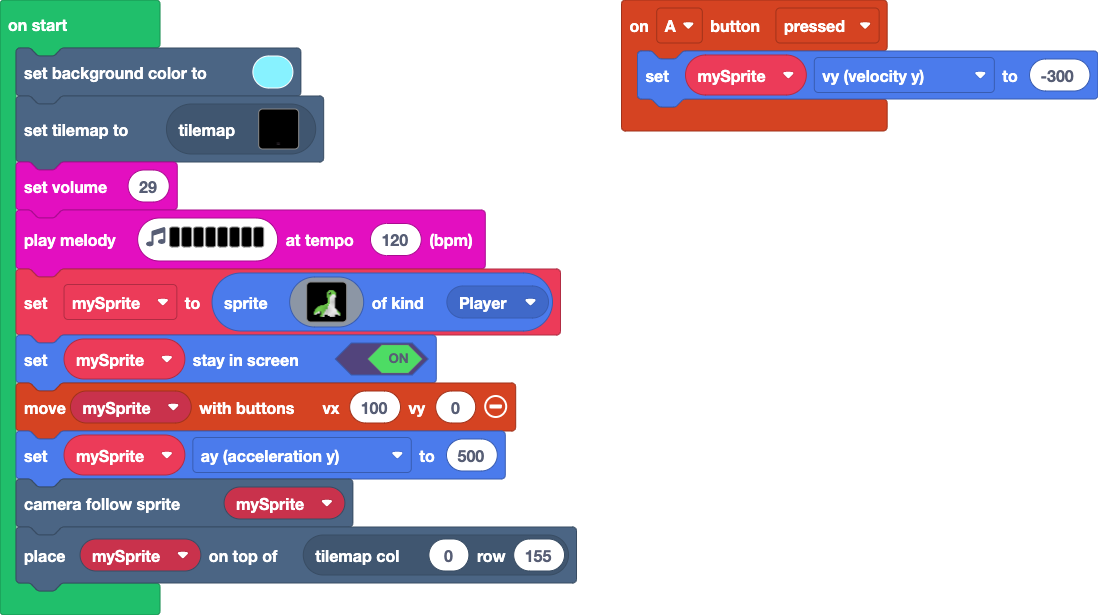 on start
set background color to
set tilemap to tilemap
set volume 29
play melody at tempo 120 (bpm)
set mySprite to sprite of kind Player
set mySprite stay in screen ON
move mySprite with buttons vx 100 vy 0
set mySprite ay (acceleration y) to 500
camera follow sprite mySprite
place mySprite on top of tilemap col 0 row 155
on A button pressed
set mySprite vy (velocity y) to -300